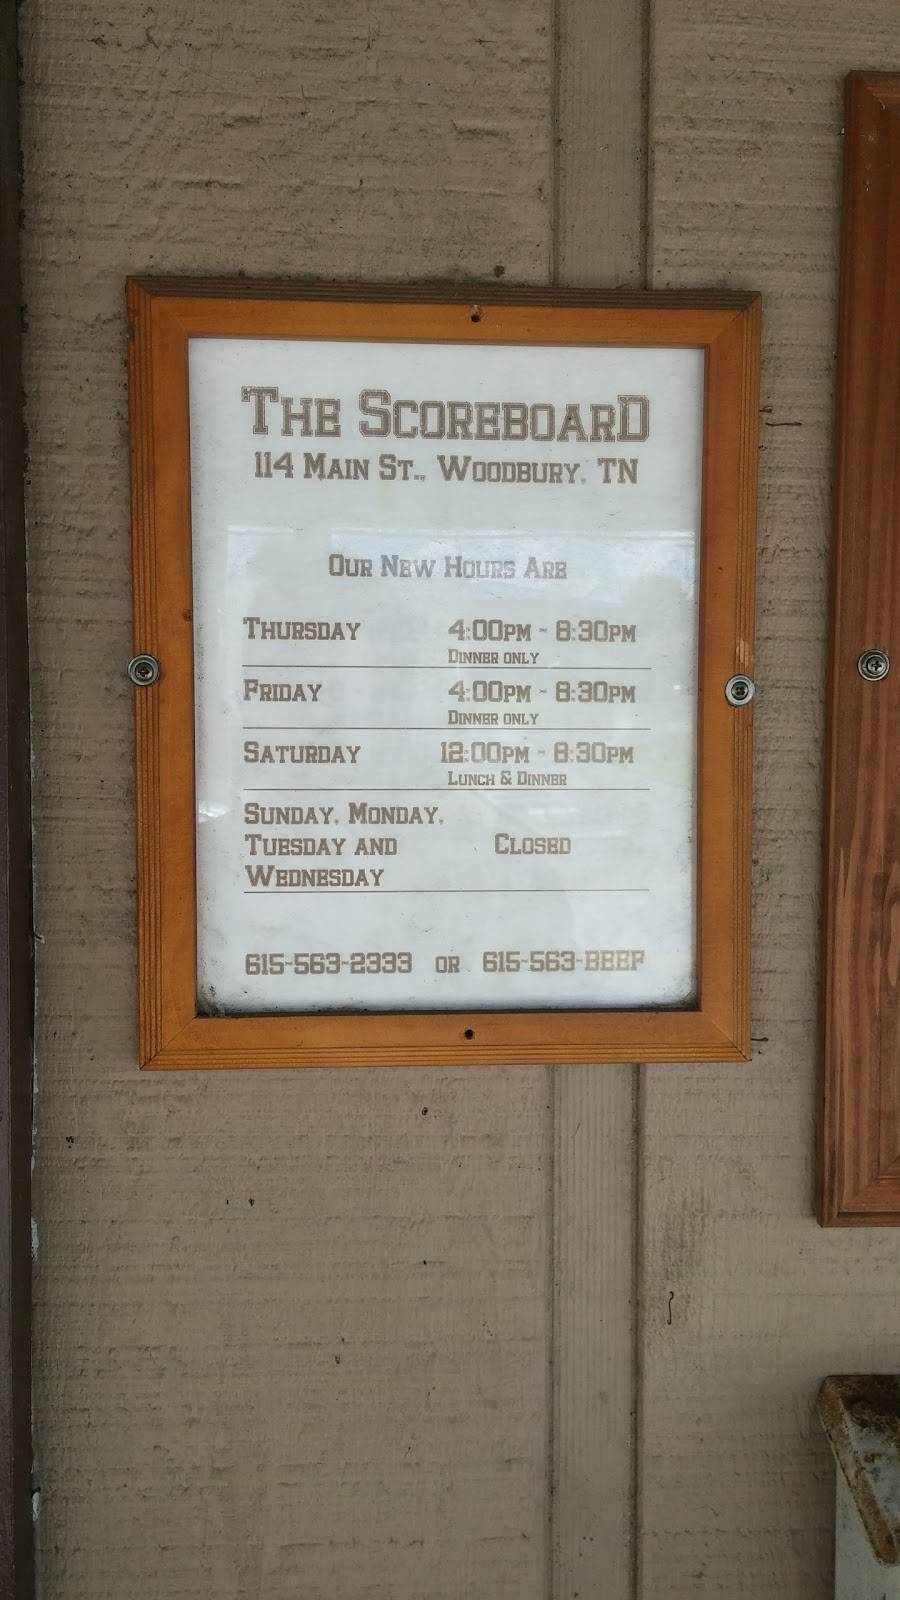 The Scoreboard
114 Main St., Woodbury, TN
Our New Hours Are
Thursday 4:00pm - 8:30pm
Dinner only
Friday 4:00pm - 8:30pm
Dinner only
Saturday 12:00pm - 8:30pm
Lunch & Dinner
Sunday, Monday,
Tuesday and Closed
Wednesday
615-563-2333 or 615-563-BEEF